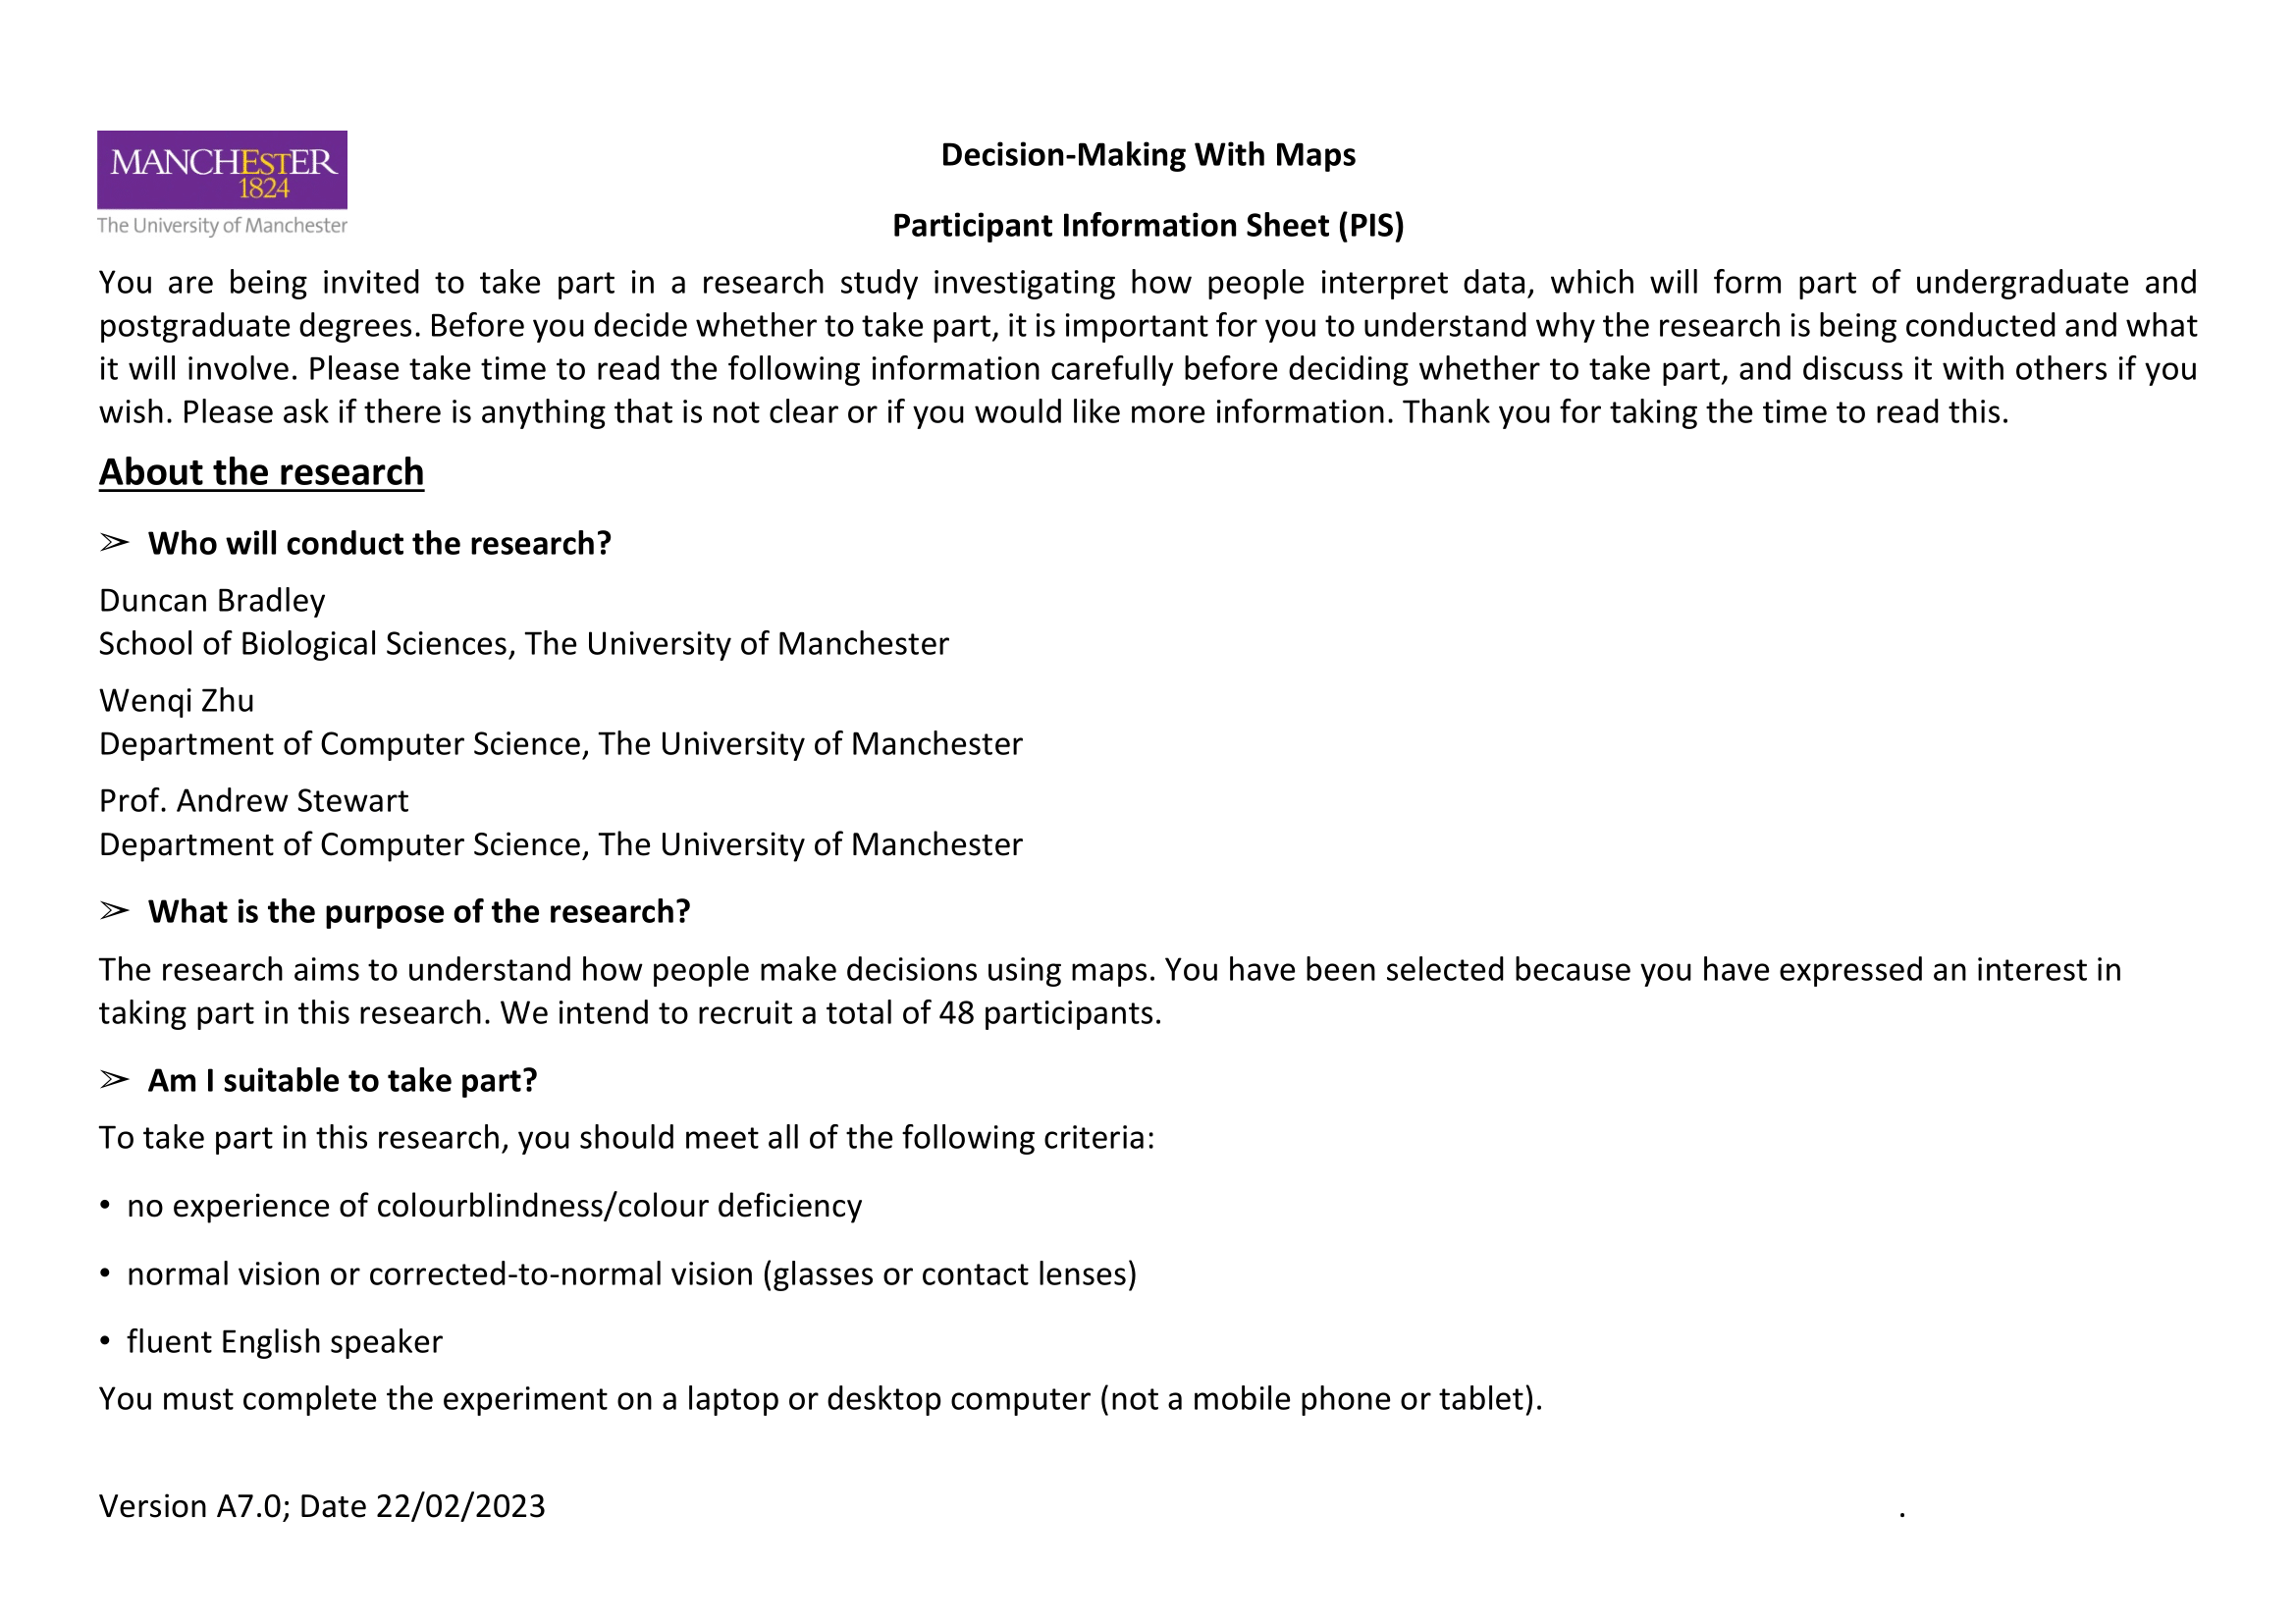 MANCHEsTER
1824
The University of Manchester
Decision-Making With Maps
Participant Information Sheet (PIS)
You are being invited to take part in a research study investigating how people interpret data, which will form part of undergraduate and
postgraduate degrees. Before you decide whether to take part, it is important for you to understand why the research is being conducted and what
it will involve. Please take time to read the following information carefully before deciding whether to take part, and discuss it with others if you
wish. Please ask if there is anything that is not clear or if you would like more information. Thank you for taking the time to read this.
About the research
➢ Who will conduct the research?
Duncan Bradley
School of Biological Sciences, The University of Manchester
Wenqi Zhu
Department of Computer Science, The University of Manchester
Prof. Andrew Stewart
Department of Computer Science, The University of Manchester
➢ What is the purpose of the research?
The research aims to understand how people make decisions using maps. You have been selected because you have expressed an interest in
taking part in this research. We intend to recruit a total of 48 participants.
➢ Am I suitable to take part?
To take part in this research, you should meet all of the following criteria:
• no experience of colourblindness/colour deficiency
• normal vision or corrected-to-normal vision (glasses or contact lenses)
• fluent English speaker
You must complete the experiment on a laptop or desktop computer (not a mobile phone or tablet).
Version A7.0; Date 22/02/2023 .